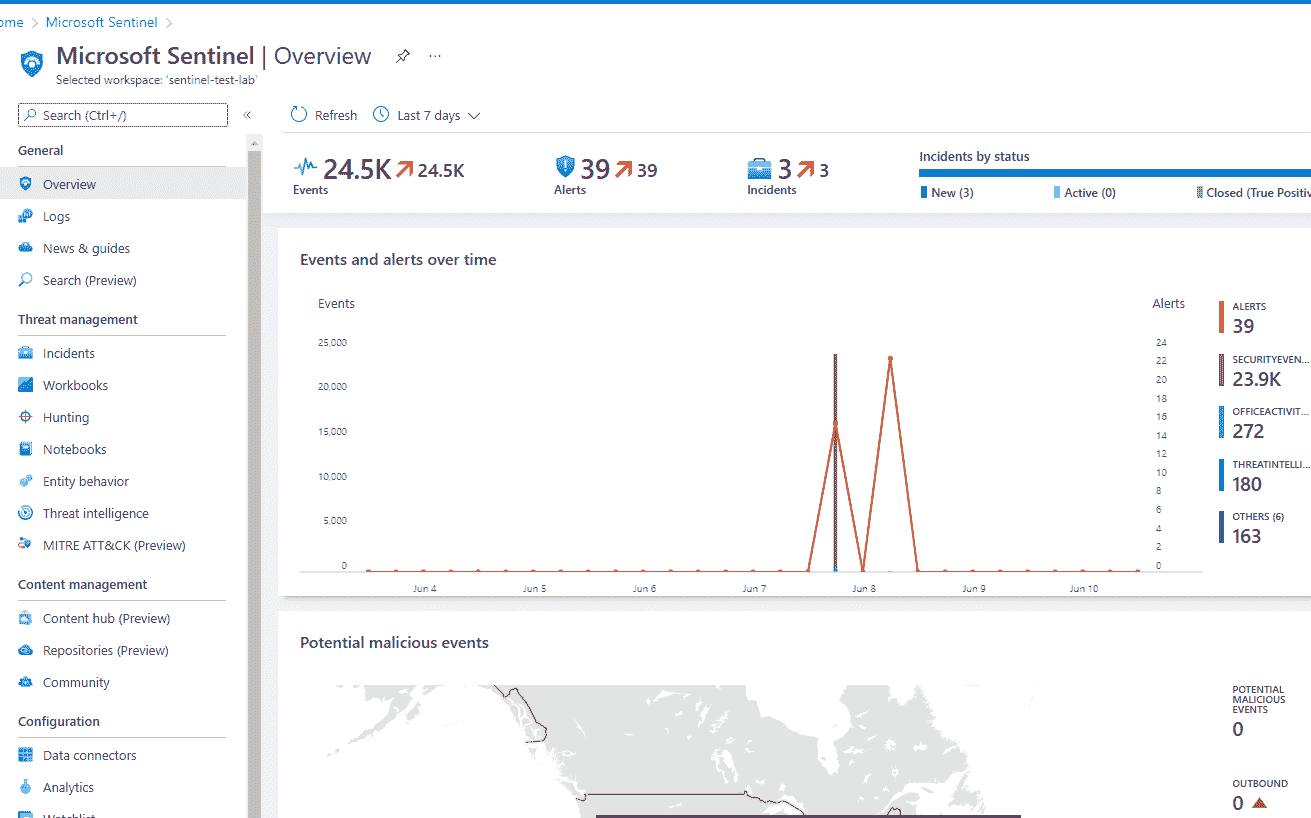 ome > Microsoft Sentinel >
Microsoft Sentinel | Overview ...
Selected workspace: 'sentinel-test-lab'
Search (Ctrl+/) «
General
Overview
Logs
News & guides
Search (Preview)
Threat management
Incidents
Workbooks
Hunting
Notebooks
Entity behavior
Threat intelligence
MITRE ATT&CK (Preview)
Content management
Content hub (Preview)
Repositories (Preview)
Community
Configuration
Data connectors
Analytics
Watchlist
Refresh Last 7 days
24.5K 24.5K
Events
39 39
Alerts
3 3
Incidents
Incidents by status
New (3) Active (0) Closed (True Positiv
Events and alerts over time
Events Alerts
25,000
20,000
15,000
10,000
5,000
0
24
22
20
18
16
14
12
10
8
6
4
2
0
Jun 4 Jun 5 Jun 6 Jun 7 Jun 8 Jun 9 Jun 10
ALERTS
39
SECURITYEVEN...
23.9K
OFFICEACTIVIT...
272
THREATINTELLI...
180
OTHERS (6)
163
Potential malicious events
POTENTIAL
MALICIOUS
EVENTS
0
OUTBOUND
0